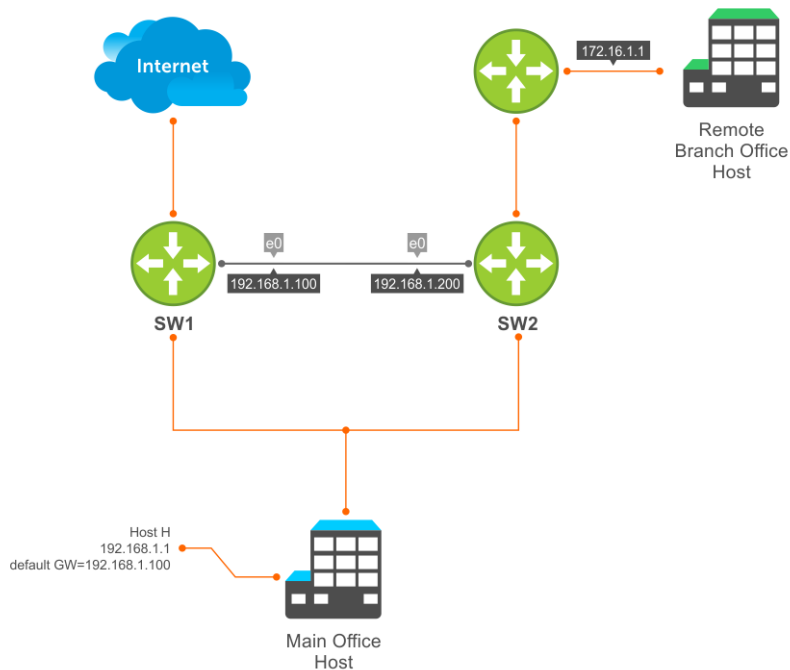 Internet
172.16.1.1
Remote
Branch Office
Host
e0
e0
192.168.1.100
192.168.1.200
SW1
SW2
Host H
192.168.1.1
default GW=192.168.1.100
Main Office
Host